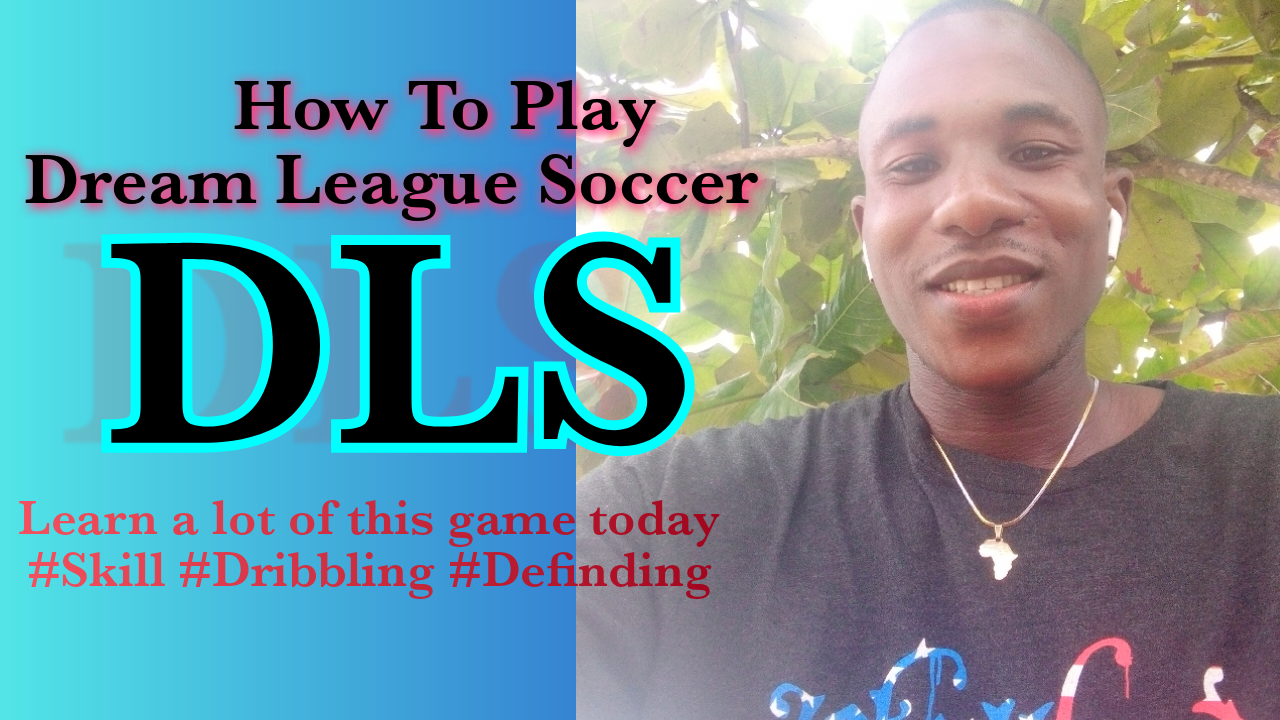 How To Play
Dream League Soccer
DLS
Learn a lot of this game today
#Skill #Dribbling #Definding